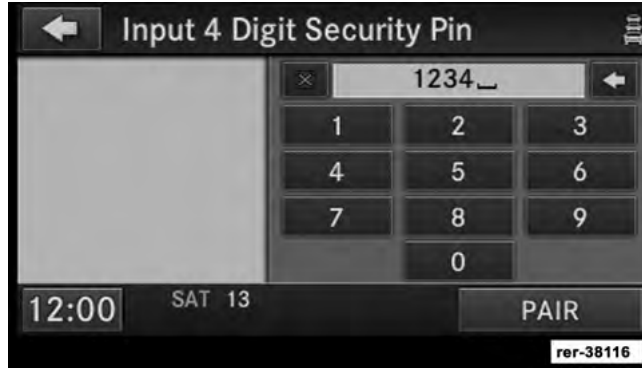 Input 4 Digit Security Pin
1234_
1 2 3
4 5 6
7 8 9
0
12:00 SAT 13 PAIR
rer-38116